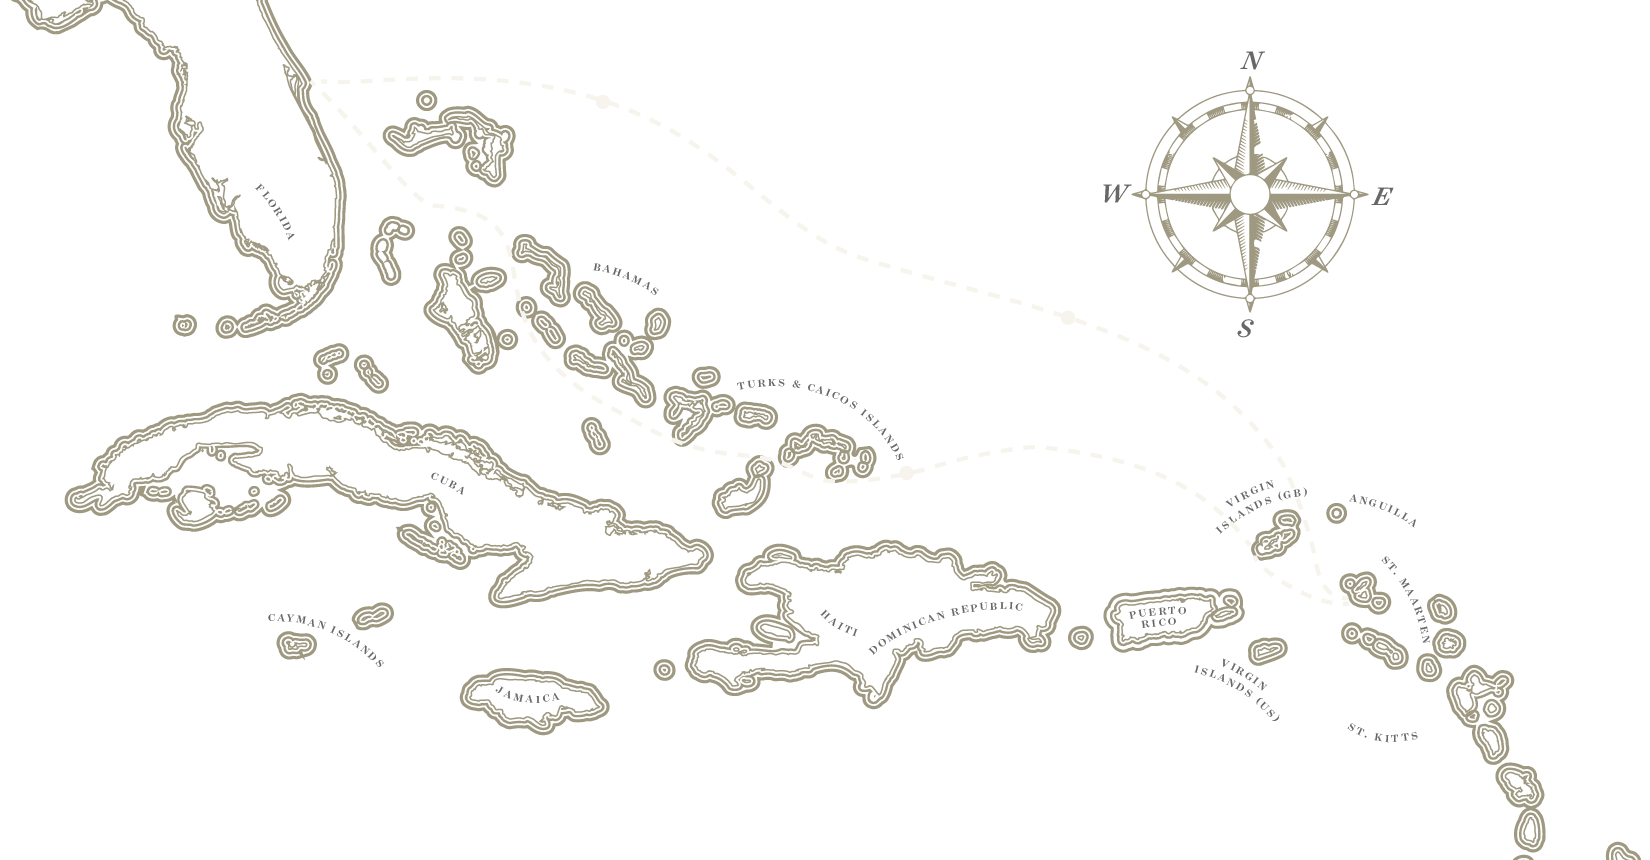 N
W
E
S
FLORIDA
BAHAMAS
TURKS & CAICOS ISLANDS
CUBA
VIRGIN
ISLANDS (GB)
ANGUILLA
ST. MAARTEN
CAYMAN ISLANDS
HAITI
DOMINICAN REPUBLIC
PUERTO
RICO
JAMAICA
VIRGIN
ISLANDS (US)
ST. KITTS